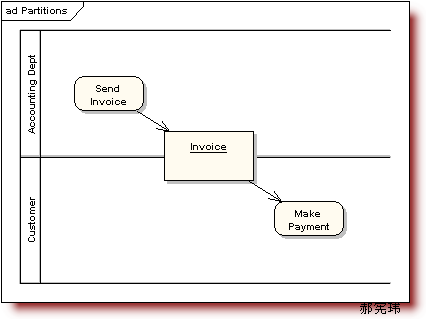 ad Partitions
Accounting Dept
Send
Invoice
Invoice
Customer
Make
Payment
郝宪玮